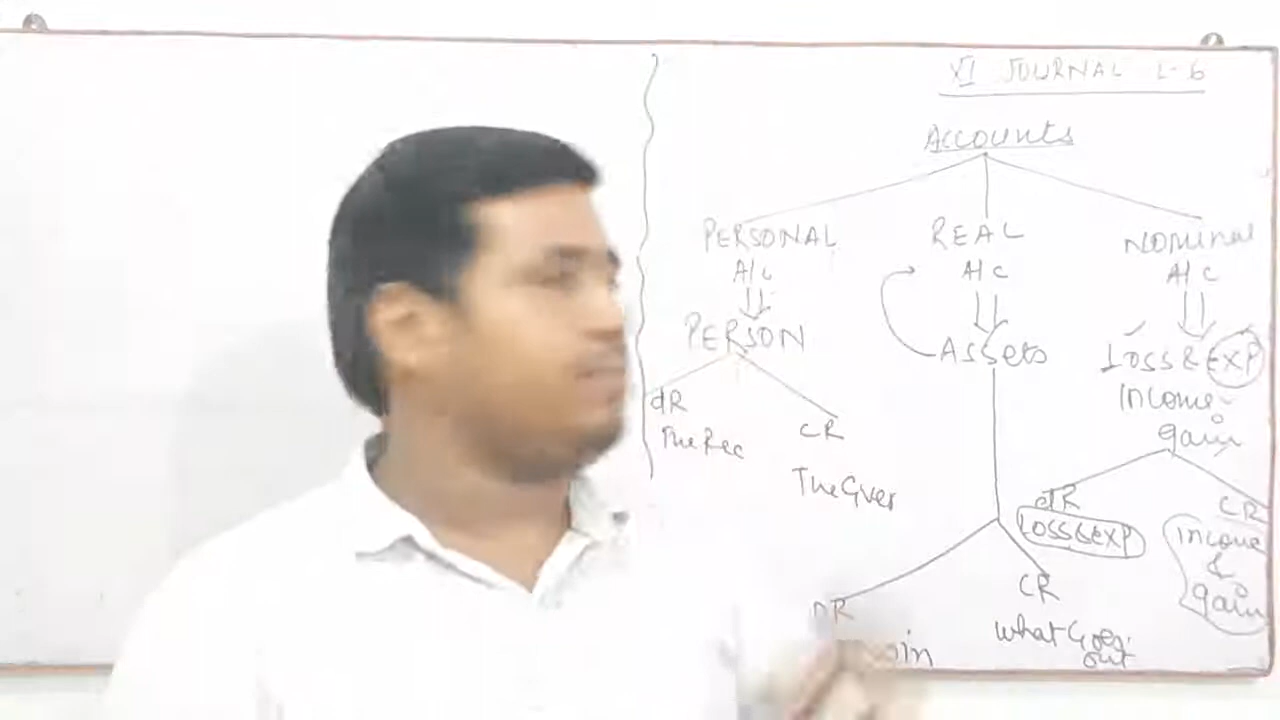 XI JOURNAL L-6
Accounts
PERSONAL
A/c
PERSON
dR
The Rec
CR
The Giver
REAL
A/c
Assets
DR
CR
what Goes
out
Nominal
A/c
Loss & EXP
Income
gain
dR
Loss & EXP
CR
Income
&
gain